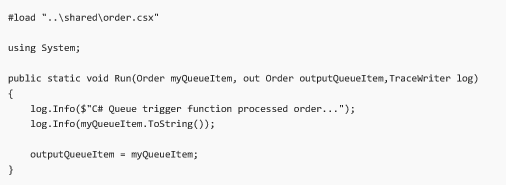 #load "..\shared\order.csx"
using System;
public static void Run(Order myQueueItem, out Order outputQueueItem,TraceWriter log)
{
    log.Info($"C# Queue trigger function processed order...");
    log.Info(myQueueItem.ToString());
    outputQueueItem = myQueueItem;
}